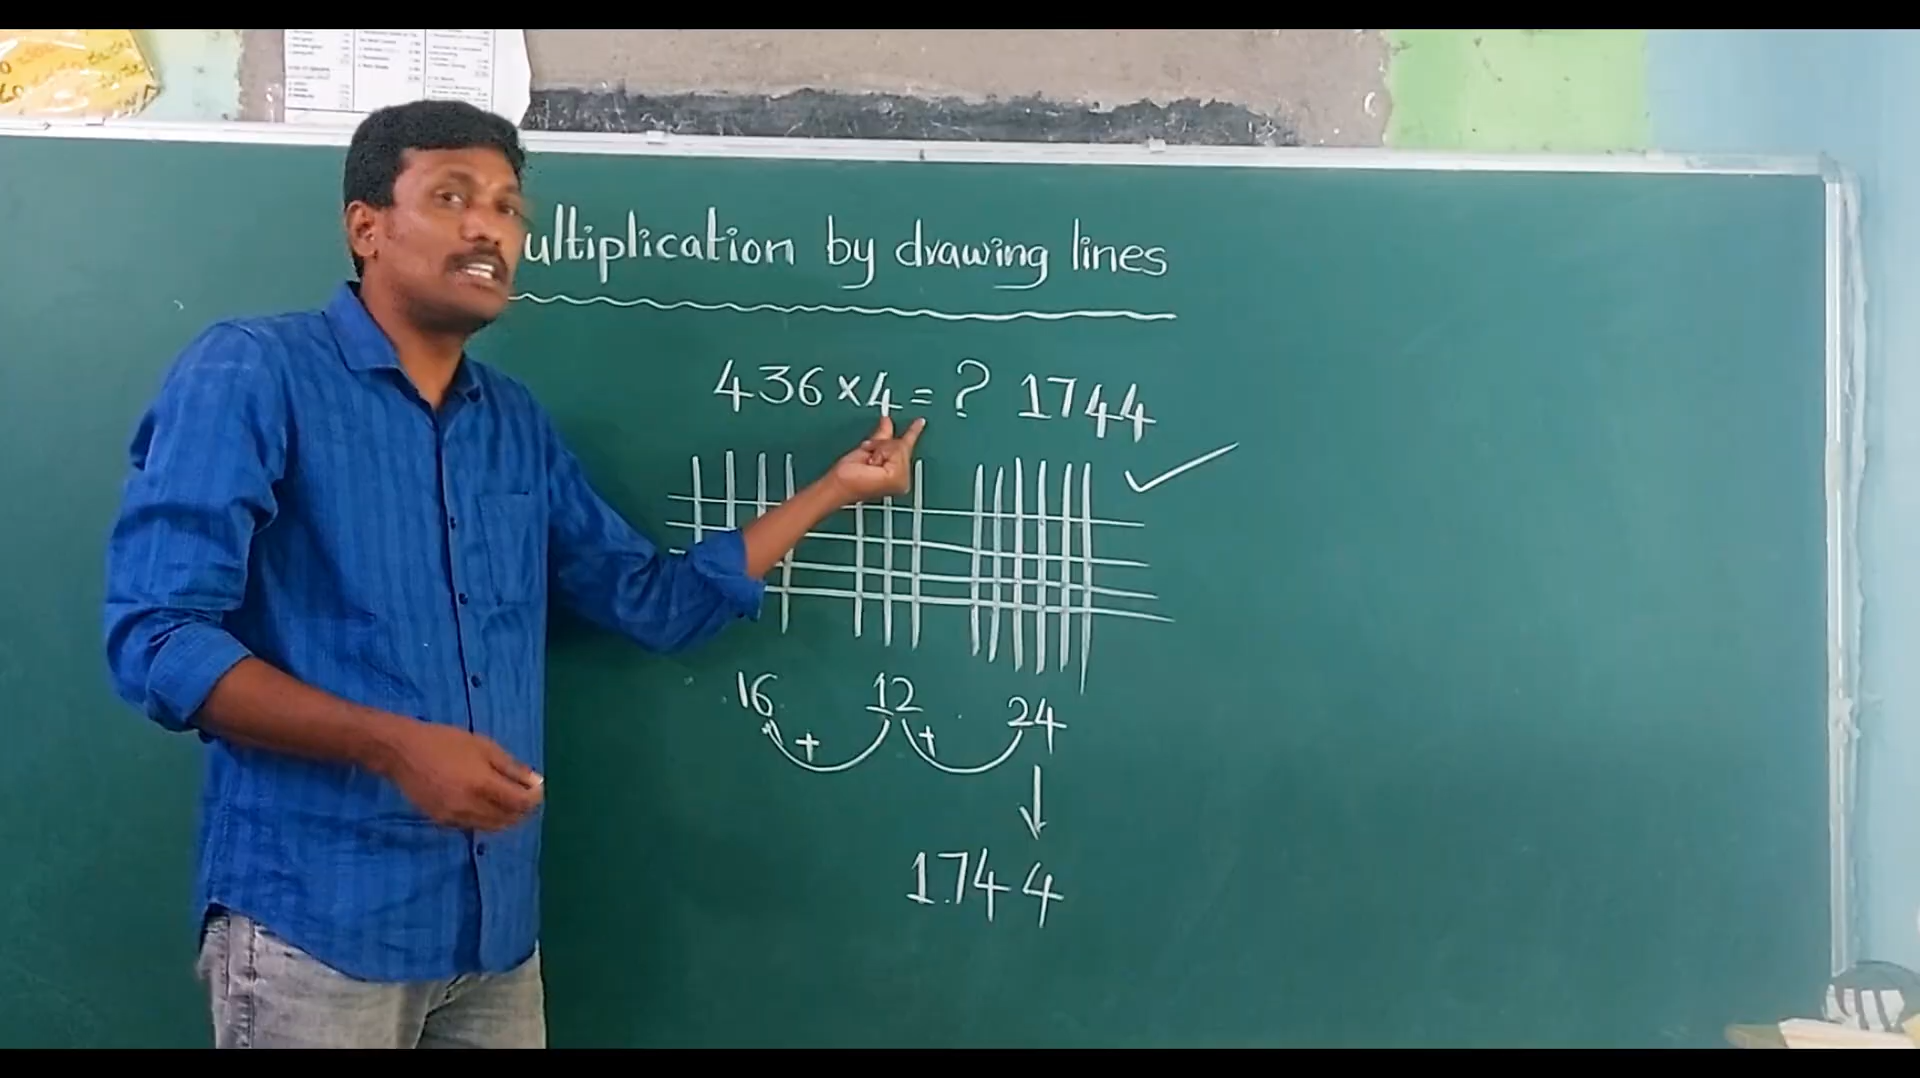 ultiplication by drawing lines
436 × 4 = ? 1744
16 + 12 + 24
1744